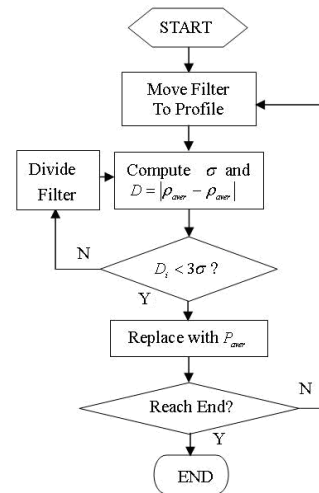 START
Move Filter
To Profile
Divide
Filter
Compute σ and
D = |ρ_aver − ρ_aver|
N
D_i < 3σ ?
Y
Replace with P_aver
N
Reach End?
Y
END